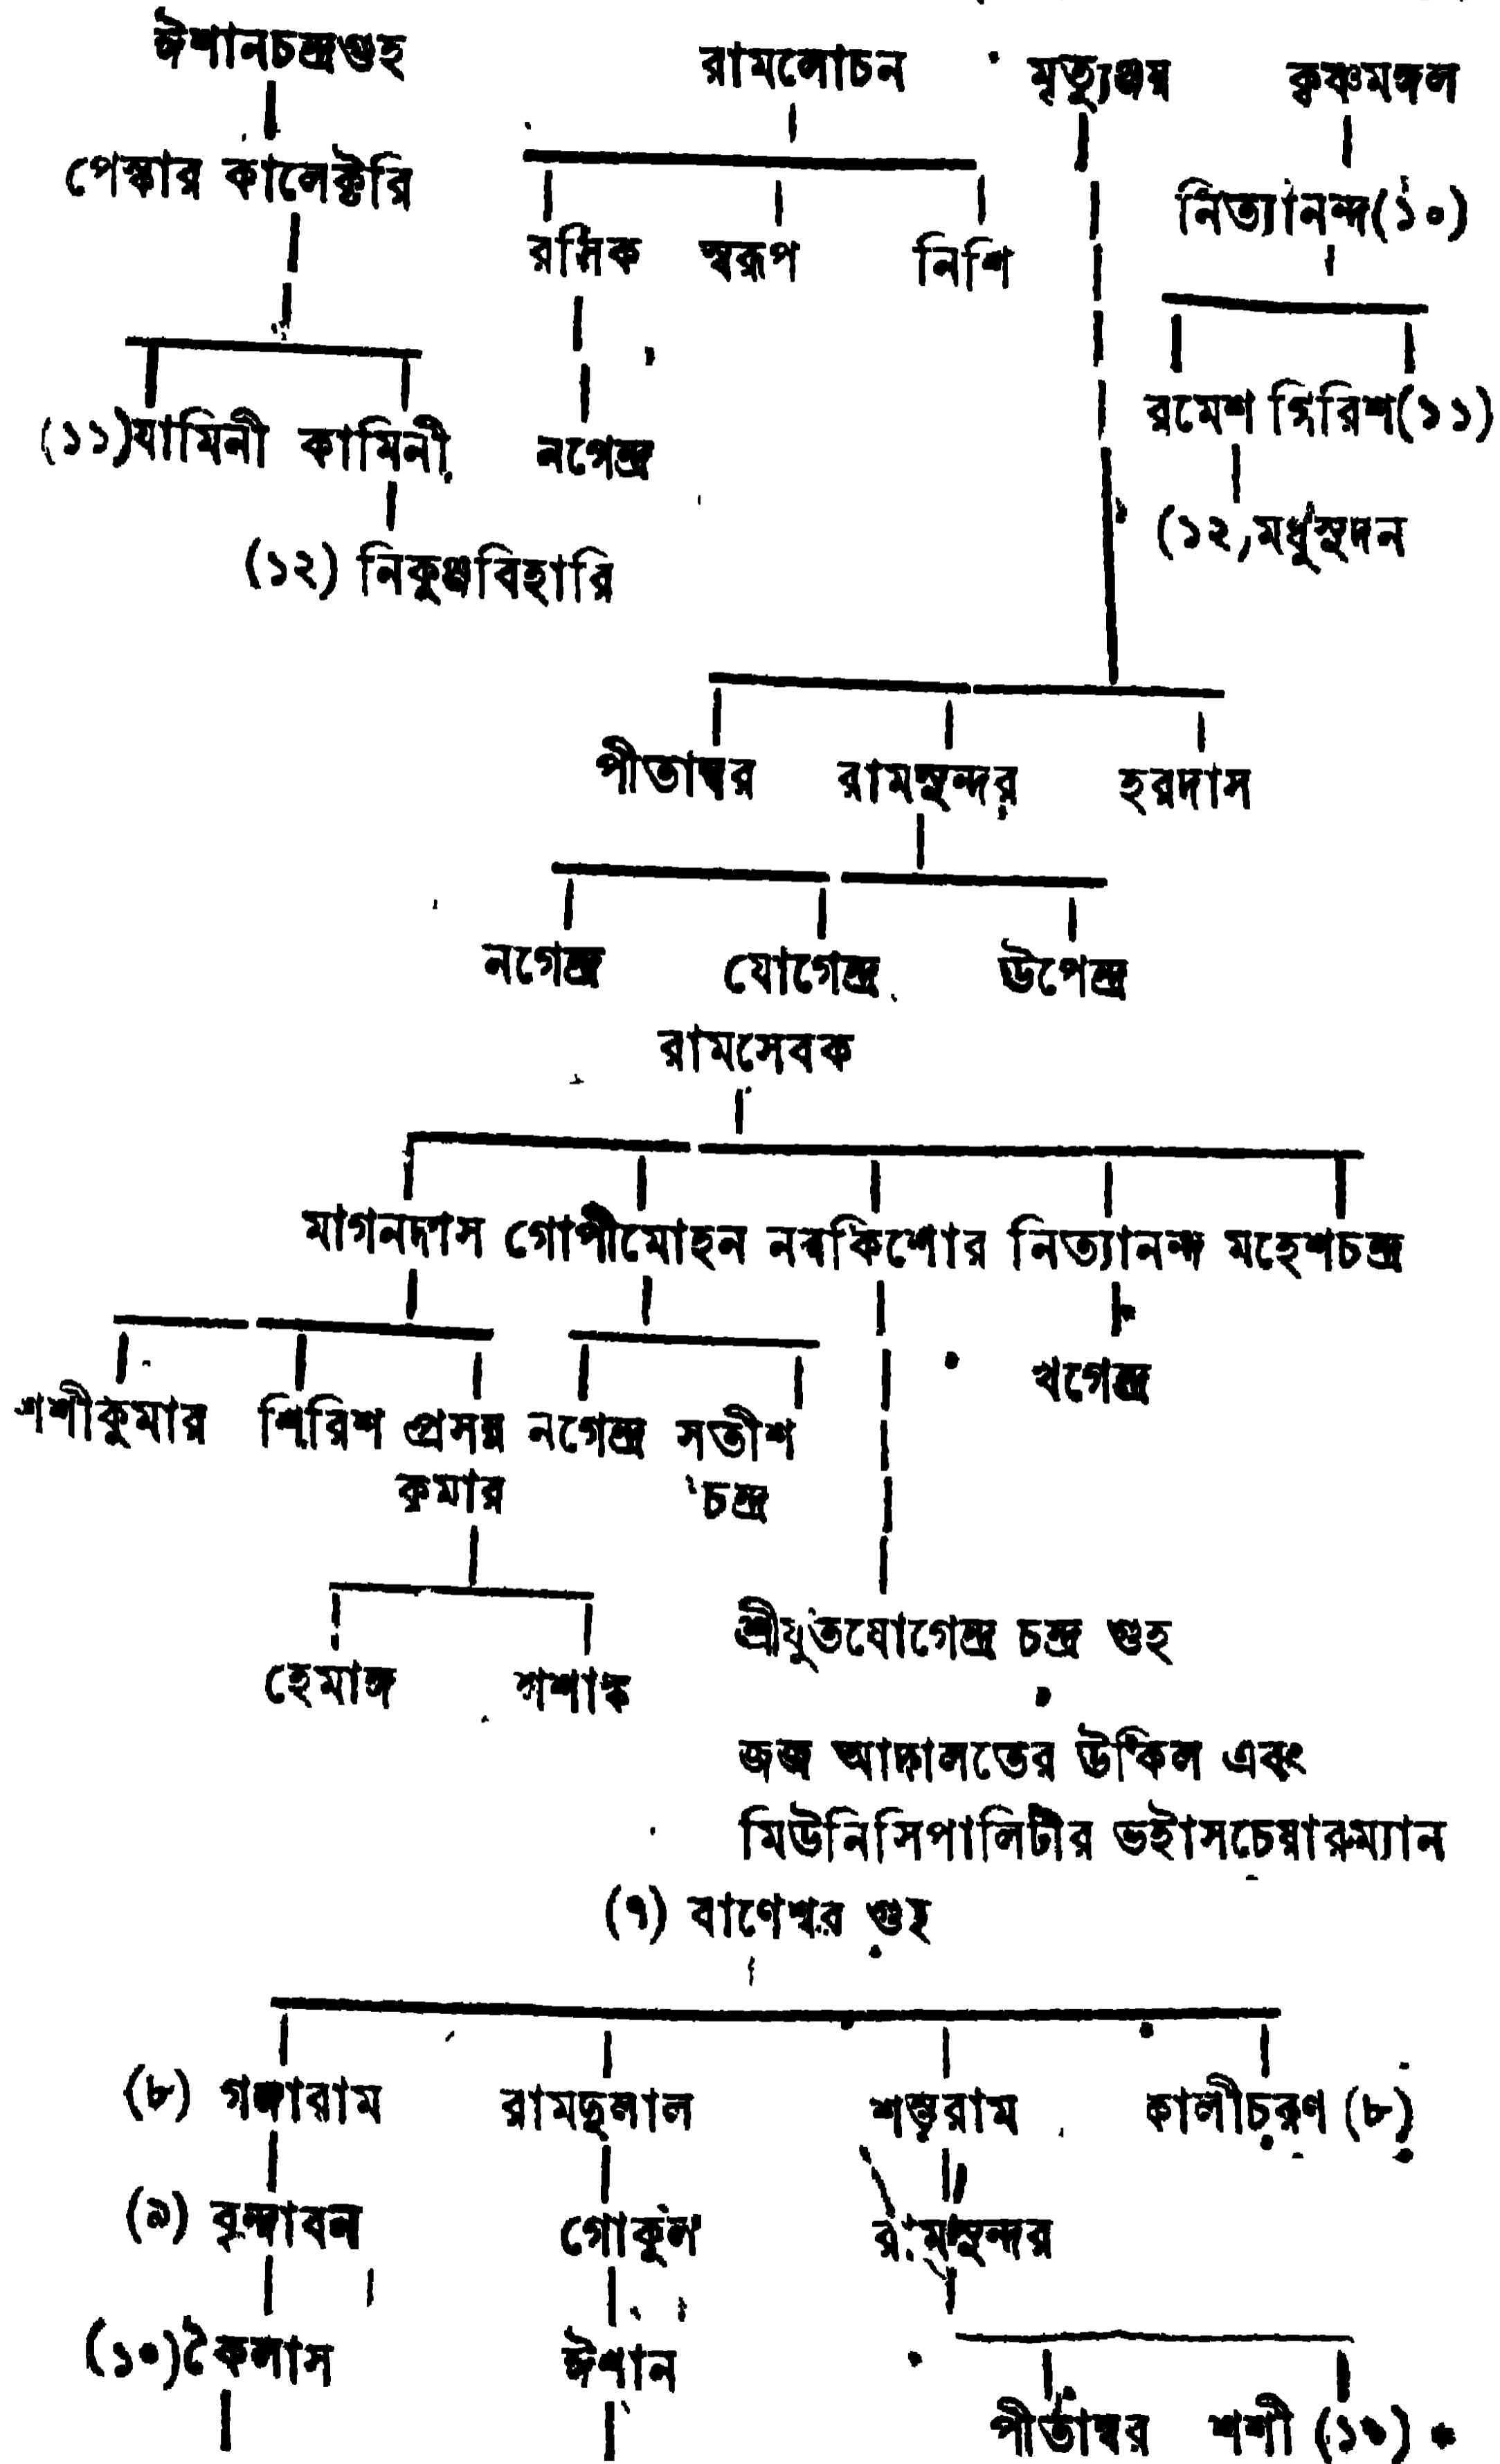 ঈশানচন্দ্রগুহ রামলোচন মৃত্যুঞ্জয় কৃষ্ণমঙ্গল
পেস্কার কালেক্টরি নিত্যানন্দ(১০)
রসিক স্বরূপ নিশি
(১১)যামিনী কামিনী নগেন্দ্র রমেশ গিরিশ(১১)
(১২) নিকুঞ্জবিহারি (১২)মধুসূদন
পীতাম্বর রামসুন্দর হরদাস
নগেন্দ্র যোগেন্দ্র উপেন্দ্র
রামসেবক
মাগনদাস গোপীমোহন নবকিশোর নিত্যানন্দ মহেশচন্দ্র
খগেন্দ্র
শশীকুমার শিরিশ প্রসন্ন নগেন্দ্র সতীশ
কুমার চন্দ্র
শ্রীযুতযোগেন্দ্র চন্দ্র গুহ
হেমাঙ্গ শশাঙ্ক
জজ আদালতের উকিল এবং
মিউনিসিপালিটীর ভইাসচেয়ারম্যান
(৭) বাণেশ্বর গুহ
(৮) গঙ্গারাম রামদুলাল শম্ভুরাম কালীচরণ (৮)
(৯) বৃন্দাবন গোকুল রামসুন্দর
(১০)কৈলাস ঈশান
পীতাম্বর শশী (১০)